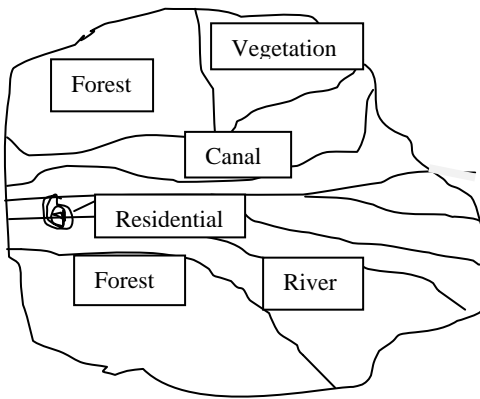 Vegetation
Forest
Canal
Residential
Forest
River